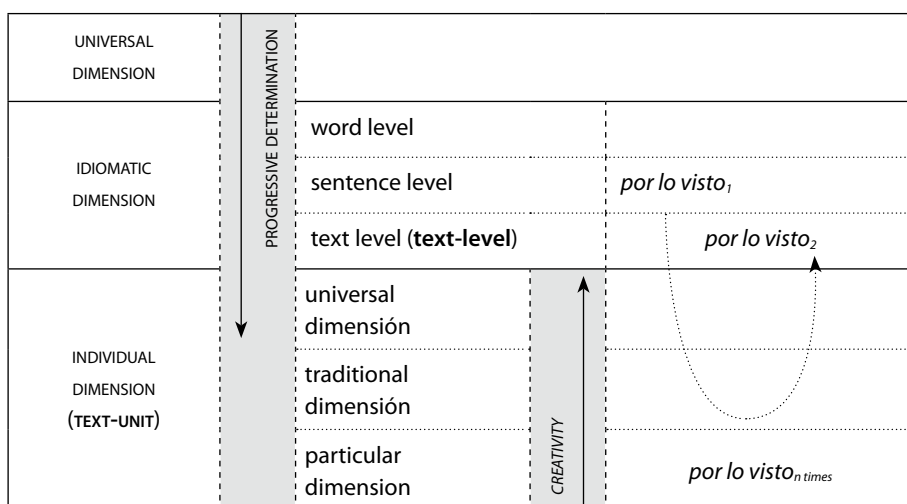 UNIVERSAL
DIMENSION
PROGRESSIVE DETERMINATION
IDIOMATIC
DIMENSION
word level
sentence level
por lo visto₁
text level (text-level)
por lo visto₂
INDIVIDUAL
DIMENSION
(TEXT-UNIT)
universal
dimensión
traditional
dimensión
particular
dimension
CREATIVITY
por lo visto n times